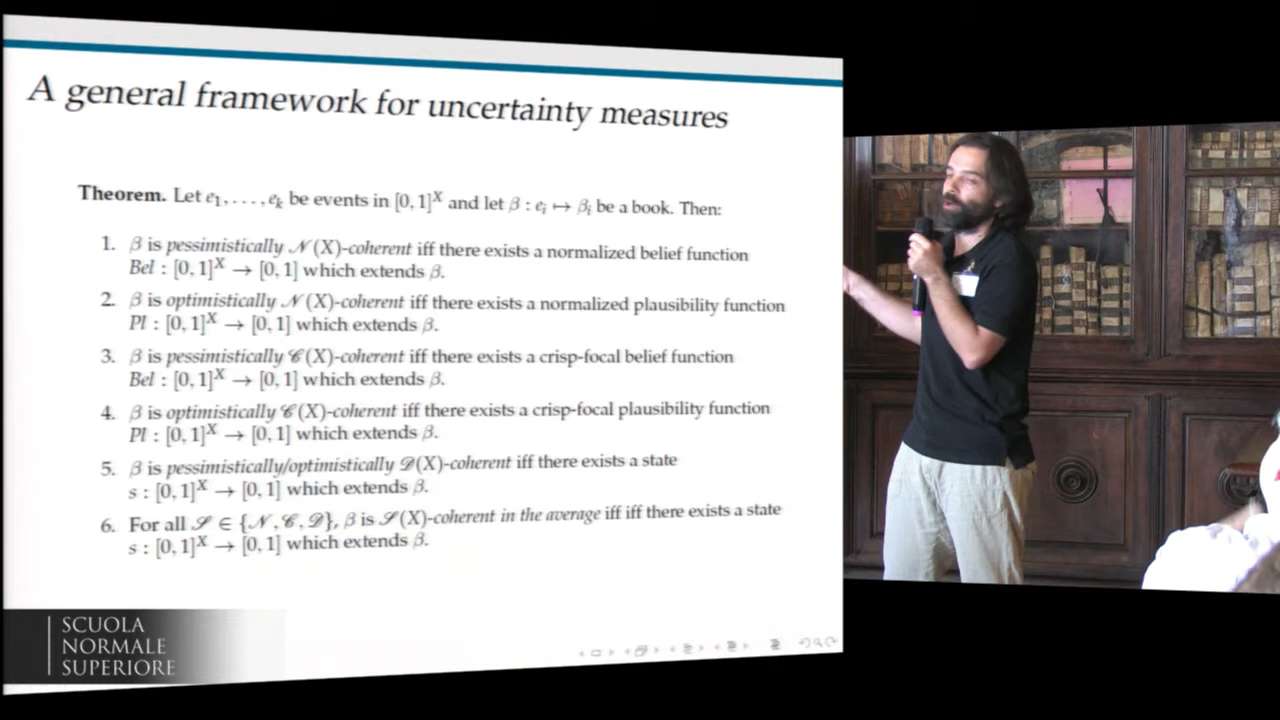 A general framework for uncertainty measures
Theorem. Let e₁, . . . , eₖ be events in [0, 1]ˣ and let β : eᵢ ↦ βᵢ be a book. Then:
1. β is pessimistically 𝒩(X)-coherent iff there exists a normalized belief function
Bel : [0, 1]ˣ → [0, 1] which extends β.
2. β is optimistically 𝒩(X)-coherent iff there exists a normalized plausibility function
Pl : [0, 1]ˣ → [0, 1] which extends β.
3. β is pessimistically 𝒞(X)-coherent iff there exists a crisp-focal belief function
Bel : [0, 1]ˣ → [0, 1] which extends β.
4. β is optimistically 𝒞(X)-coherent iff there exists a crisp-focal plausibility function
Pl : [0, 1]ˣ → [0, 1] which extends β.
5. β is pessimistically/optimistically 𝒟(X)-coherent iff there exists a state
s : [0, 1]ˣ → [0, 1] which extends β.
6. For all 𝒮 ∈ {𝒩, 𝒞, 𝒟}, β is 𝒮(X)-coherent in the average iff iff there exists a state
s : [0, 1]ˣ → [0, 1] which extends β.
SCUOLA
NORMALE
SUPERIORE